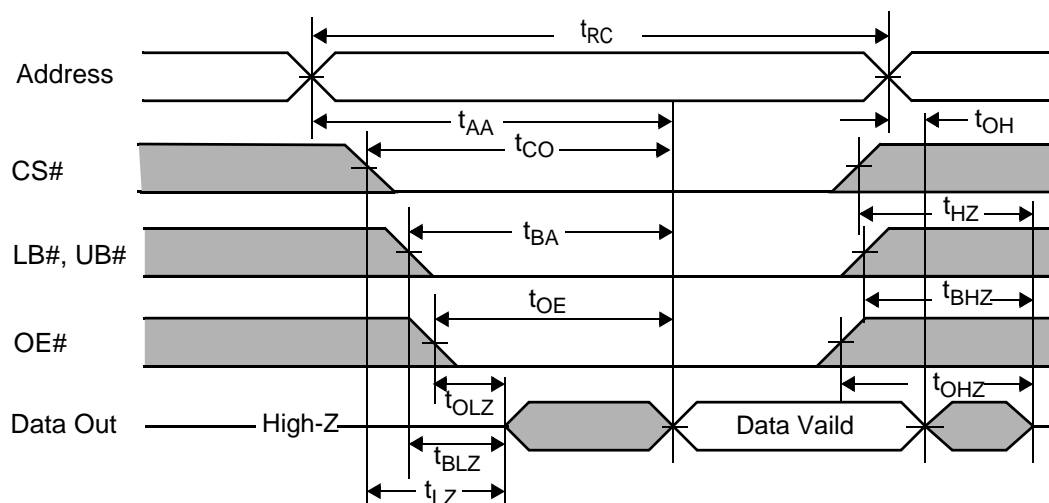 tRC
Address
tAA
tOH
tCO
CS#
tHZ
LB#, UB#
tBA
tBHZ
tOE
OE#
tOLZ
tOHZ
Data Out
High-Z
Data Vaild
tBLZ
tLZ